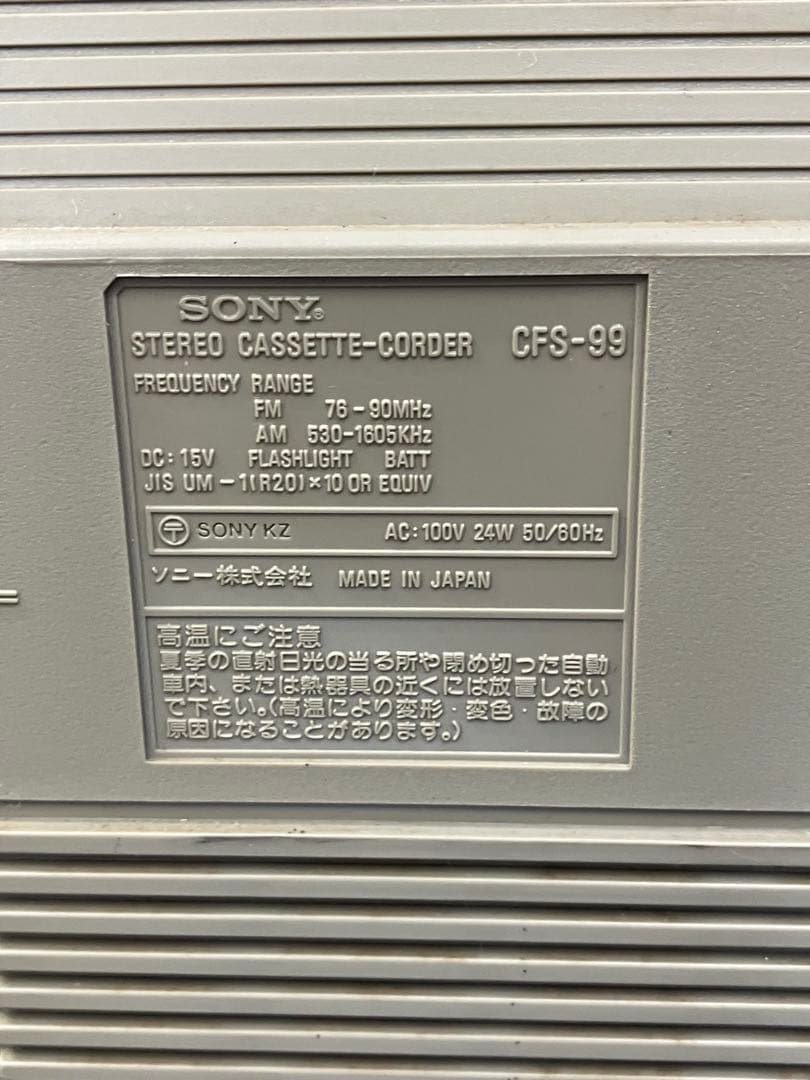 SONY®
STEREO CASSETTE-CORDER CFS-99
FREQUENCY RANGE
FM 76-90MHz
AM 530-1605KHz
DC:15V FLASHLIGHT BATT
JIS UM-1(R20)×10 OR EQUIV
〒 SONY KZ AC:100V 24W 50/60Hz
ソニー株式会社 MADE IN JAPAN
高温にご注意
夏季の直射日光の当る所や閉め切った自動
車内、または熱器具の近くには放置しない
で下さい。(高温により変形・変色・故障の
原因になることがあります。)